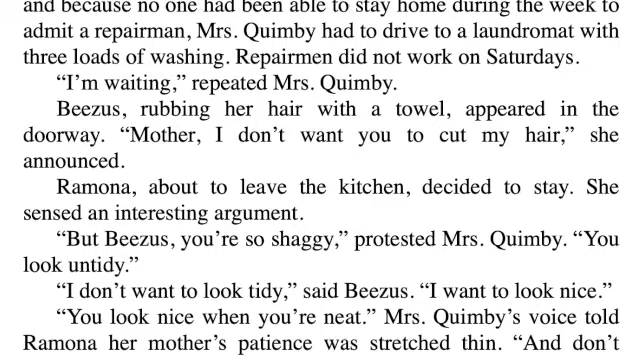 and because no one had been able to stay home during the week to
admit a repairman, Mrs. Quimby had to drive to a laundromat with
three loads of washing. Repairmen did not work on Saturdays.
“I’m waiting,” repeated Mrs. Quimby.
Beezus, rubbing her hair with a towel, appeared in the
doorway. “Mother, I don’t want you to cut my hair,” she
announced.
Ramona, about to leave the kitchen, decided to stay. She
sensed an interesting argument.
“But Beezus, you’re so shaggy,” protested Mrs. Quimby. “You
look untidy.”
“I don’t want to look tidy,” said Beezus. “I want to look nice.”
“You look nice when you’re neat.” Mrs. Quimby’s voice told
Ramona her mother’s patience was stretched thin. “And don’t